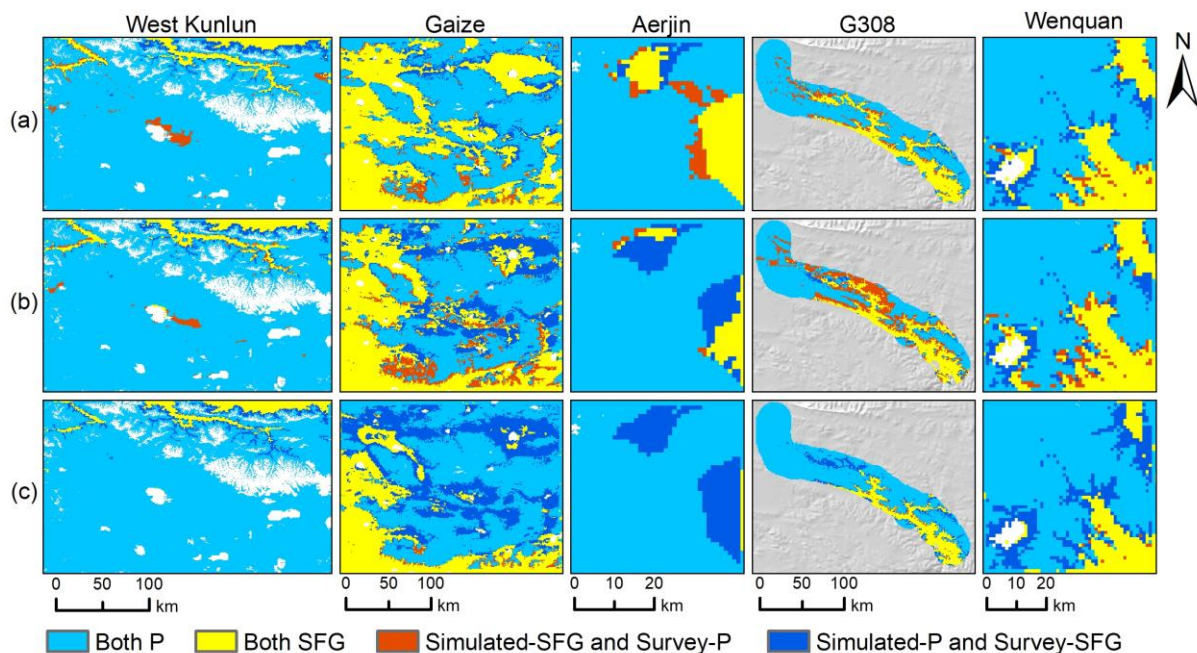 West Kunlun Gaize Aerjin G308 Wenquan
N
(a)
(b)
(c)
0 50 100 km 0 50 100 km 0 10 20 km 0 50 100 km 0 10 20 km
Both P Both SFG Simulated-SFG and Survey-P Simulated-P and Survey-SFG